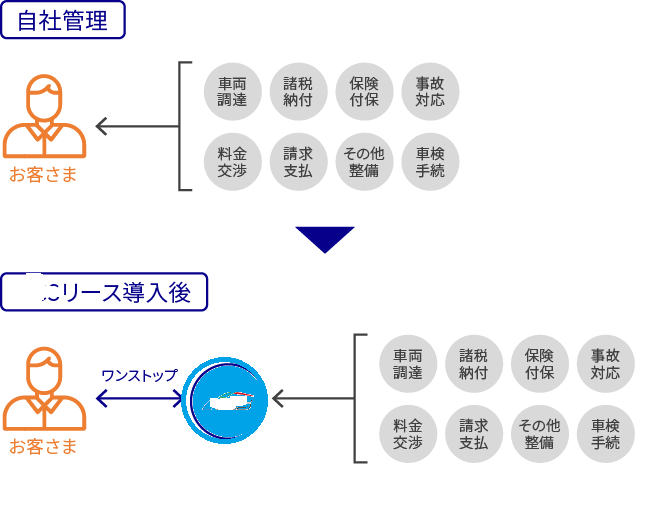 自社管理
車両 諸税 保険 事故
調達 納付 付保 対応
料金 請求 その他 車検
交渉 支払 整備 手続
お客さま
Cリース導入後
ワンストップ
車両 諸税 保険 事故
調達 納付 付保 対応
料金 請求 その他 車検
交渉 支払 整備 手続
お客さま